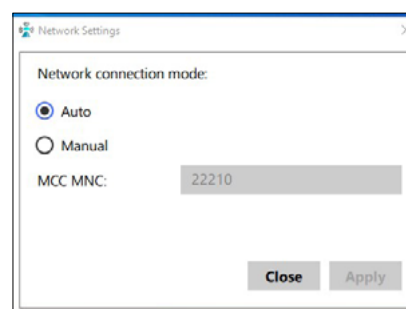 Network Settings
Network connection mode:
Auto
Manual
MCC MNC: 22210
Close Apply